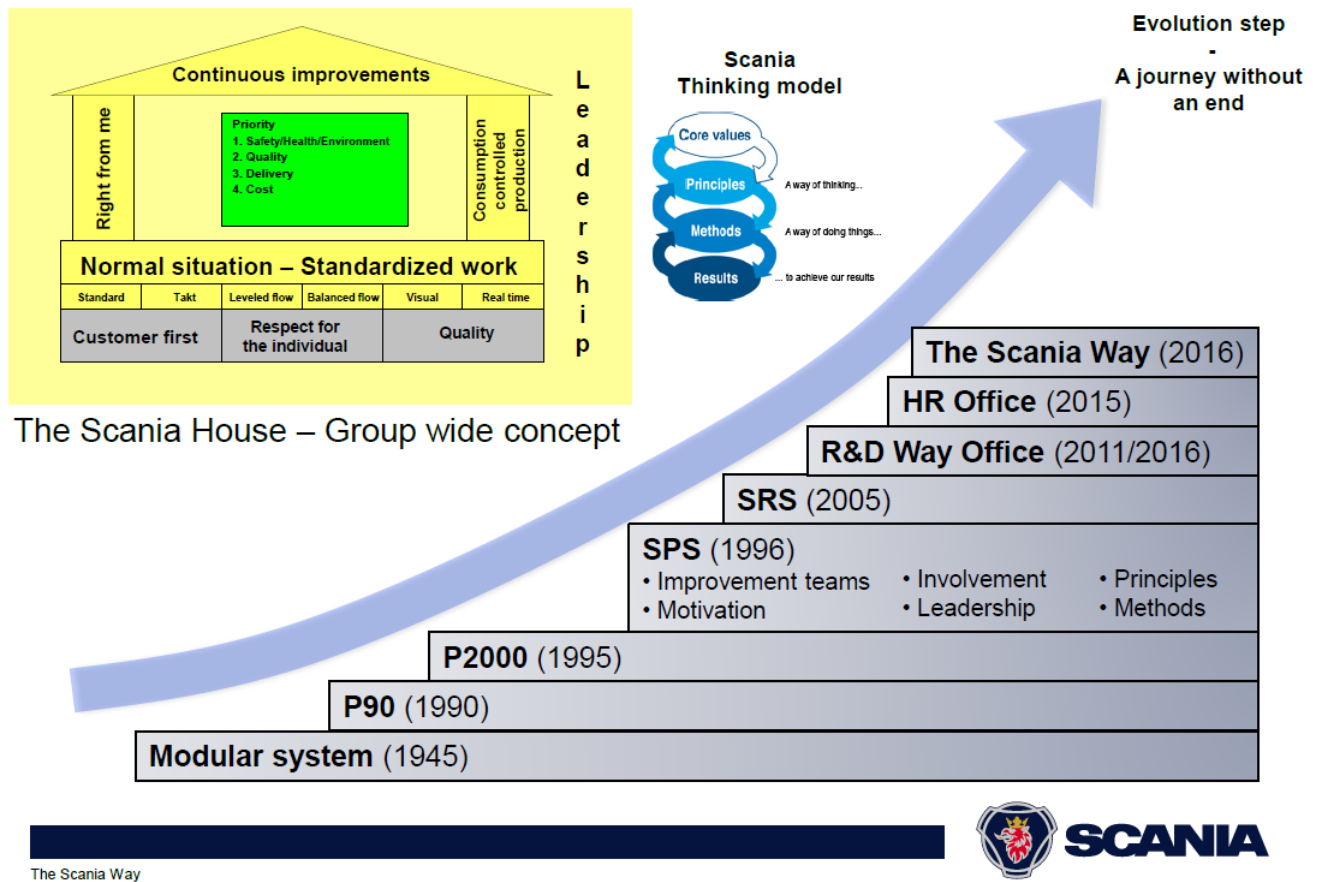 Continuous improvements
Right from me
Priority
1. Safety/Health/Environment
2. Quality
3. Delivery
4. Cost
Consumption
controlled
production
Leadership
Normal situation – Standardized work
Standard Takt Leveled flow Balanced flow Visual Real time
Customer first
Respect for
the individual
Quality
The Scania House – Group wide concept
Scania
Thinking model
Core values
Principles
A way of thinking...
Methods
A way of doing things...
Results
... to achieve our results
Evolution step
-
A journey without
an end
The Scania Way (2016)
HR Office (2015)
R&D Way Office (2011/2016)
SRS (2005)
SPS (1996)
• Improvement teams • Involvement • Principles
• Motivation • Leadership • Methods
P2000 (1995)
P90 (1990)
Modular system (1945)
SCANIA
The Scania Way